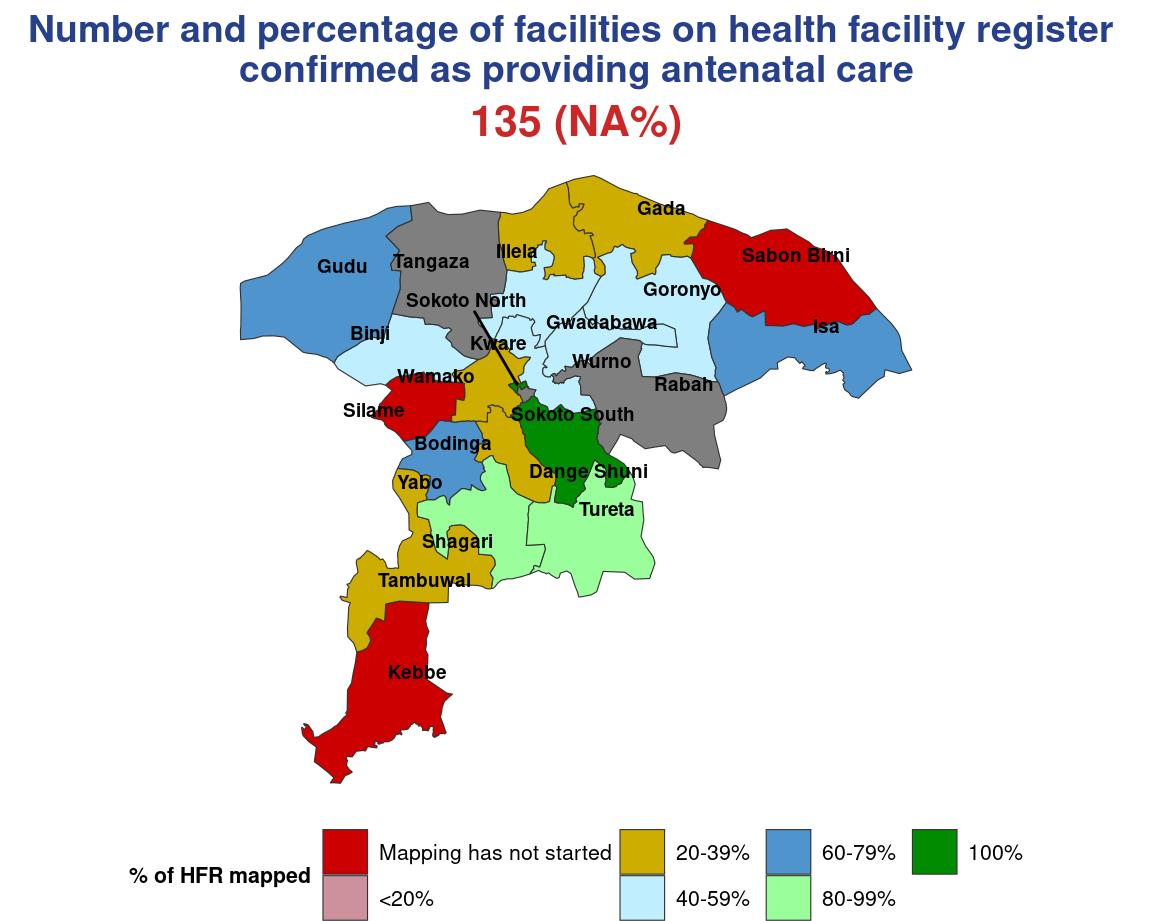 Number and percentage of facilities on health facility register
confirmed as providing antenatal care
135 (NA%)
Gada
Illela
Sabon Birni
Tangaza
Gudu
Goronyo
Sokoto North
Gwadabawa
Isa
Binji
Kware
Wurno
Wamako
Rabah
Silame
Sokoto South
Bodinga
Dange Shuni
Yabo
Tureta
Shagari
Tambuwal
Kebbe
% of HFR mapped
Mapping has not started
<20%
20-39%
40-59%
60-79%
80-99%
100%